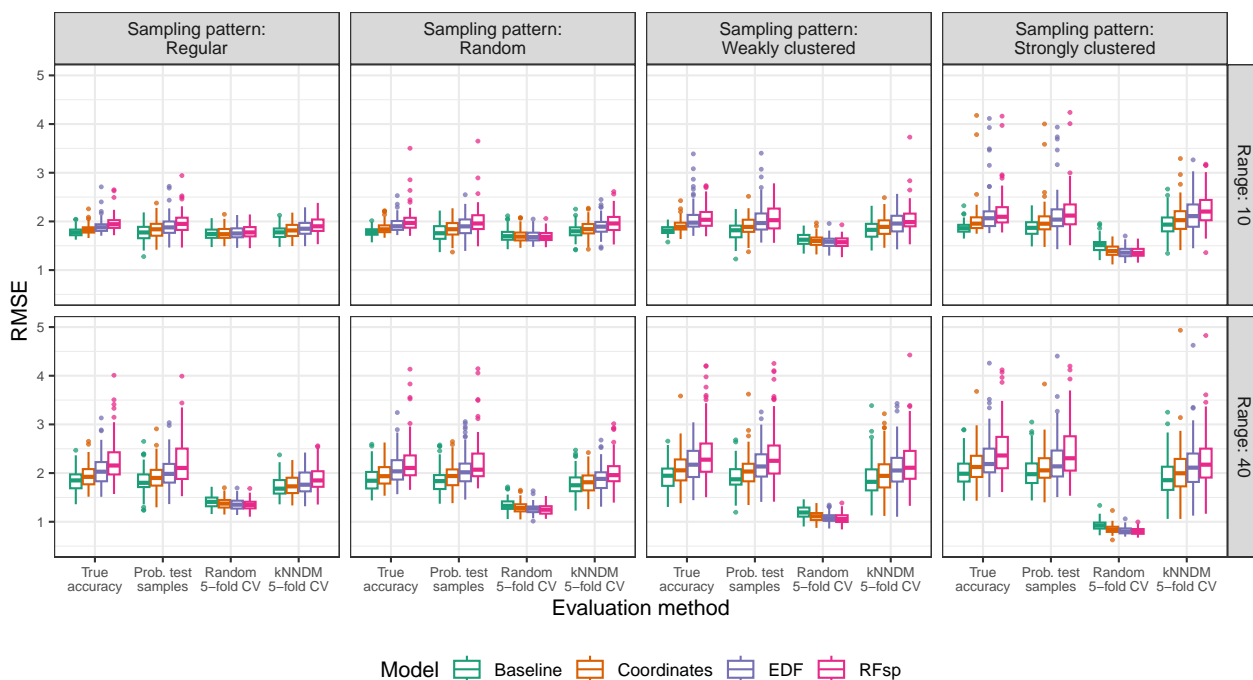 Sampling pattern:
Regular
Sampling pattern:
Random
Sampling pattern:
Weakly clustered
Sampling pattern:
Strongly clustered
RMSE
5
4
3
2
1
Range: 10
5
4
3
2
1
Range: 40
True
accuracy
Prob. test
samples
Random
5−fold CV
kNNDM
5−fold CV
True
accuracy
Prob. test
samples
Random
5−fold CV
kNNDM
5−fold CV
True
accuracy
Prob. test
samples
Random
5−fold CV
kNNDM
5−fold CV
True
accuracy
Prob. test
samples
Random
5−fold CV
kNNDM
5−fold CV
Evaluation method
Model Baseline Coordinates EDF RFsp